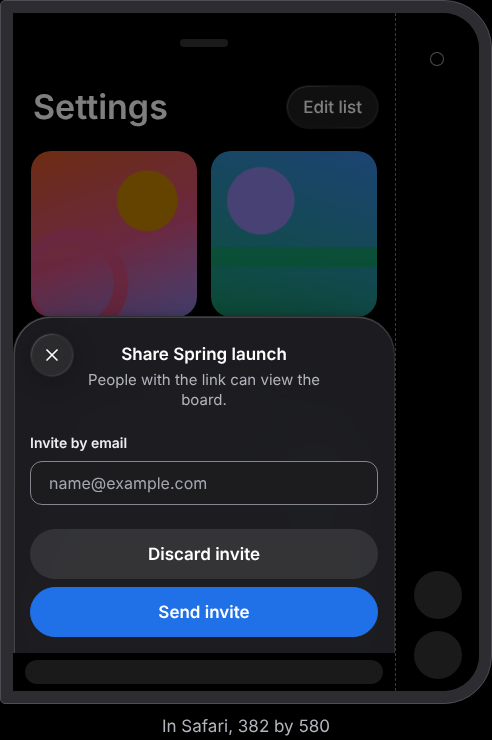 Settings
Edit list
Share Spring launch
People with the link can view the
board.
Invite by email
name@example.com
Discard invite
Send invite
In Safari, 382 by 580